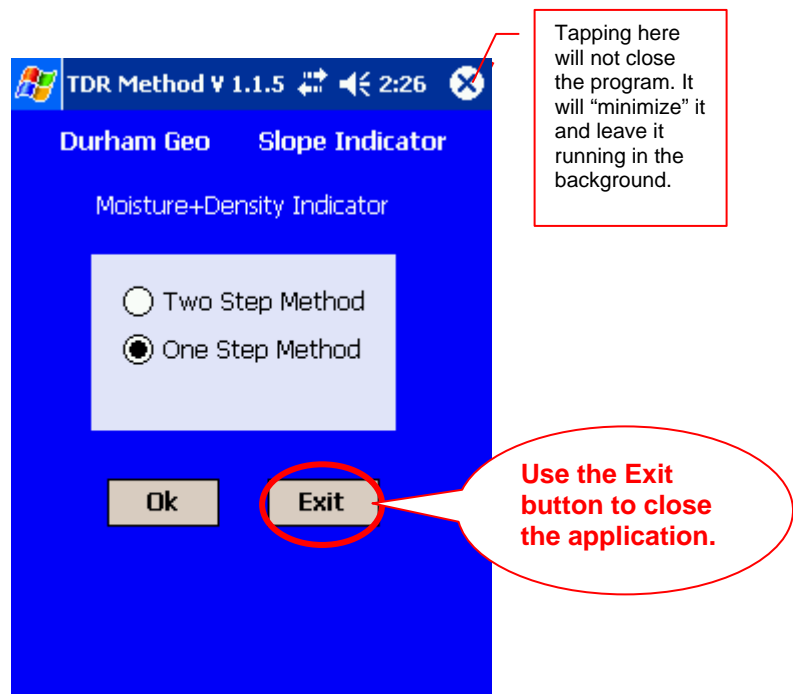 Tapping here
will not close
the program. It
will “minimize” it
and leave it
running in the
background.
TDR Method V 1.1.5 2:26
Durham Geo Slope Indicator
Moisture+Density Indicator
Two Step Method
One Step Method
Ok Exit
Use the Exit
button to close
the application.